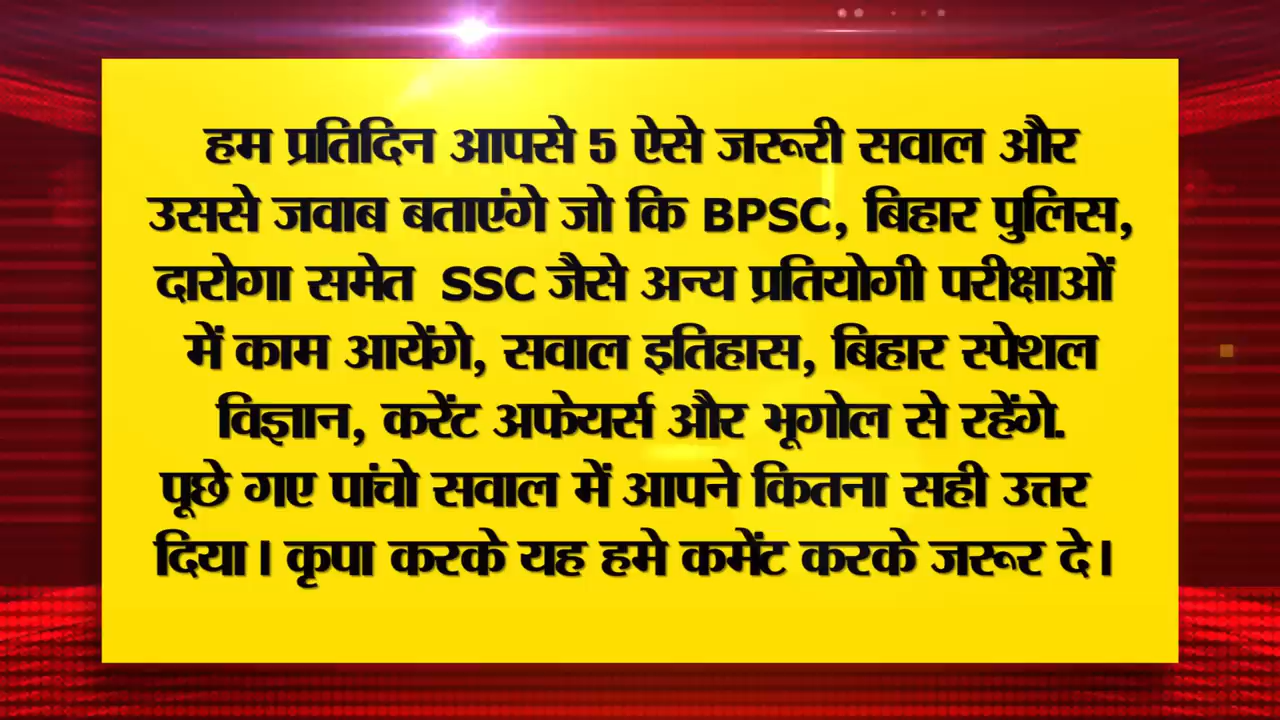 हम प्रतिदिन आपसे 5 ऐसे जरूरी सवाल और
उससे जवाब बताएंगे जो कि BPSC, बिहार पुलिस,
दारोगा समेत SSC जैसे अन्य प्रतियोगी परीक्षाओं
में काम आयेंगे, सवाल इतिहास, बिहार स्पेशल
विज्ञान, करेंट अफेयर्स और भूगोल से रहेंगे.
पूछे गए पांचो सवाल में आपने कितना सही उत्तर
दिया। कृपा करके यह हमे कमेंट करके जरूर दे।